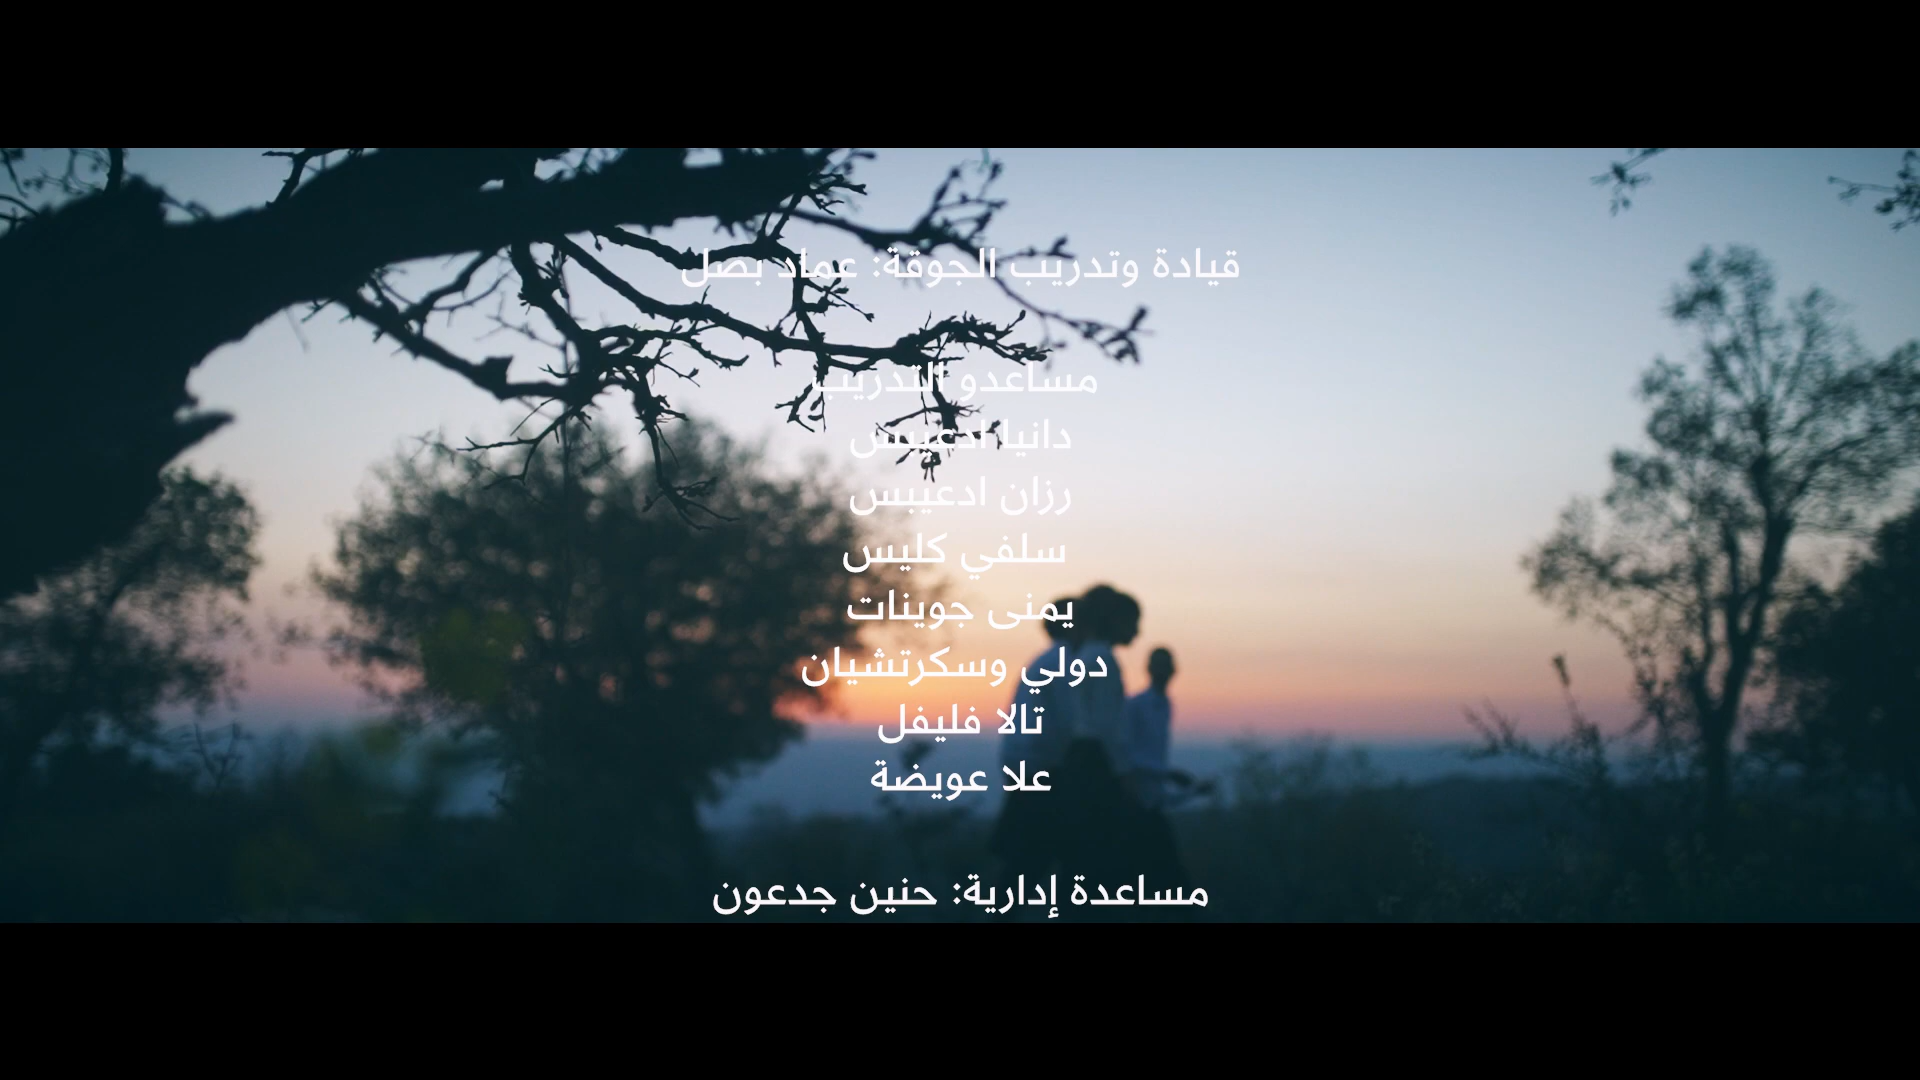 قيادة وتدريب الجوقة: عماد بصل
مساعدو التدريب
دانيا ادعيبس
رزان ادعيبس
سلفي كليس
يمنى جوينات
دولي وسكرتشيان
تالا فليفل
علا عويضة
مساعدة إدارية: حنين جدعون